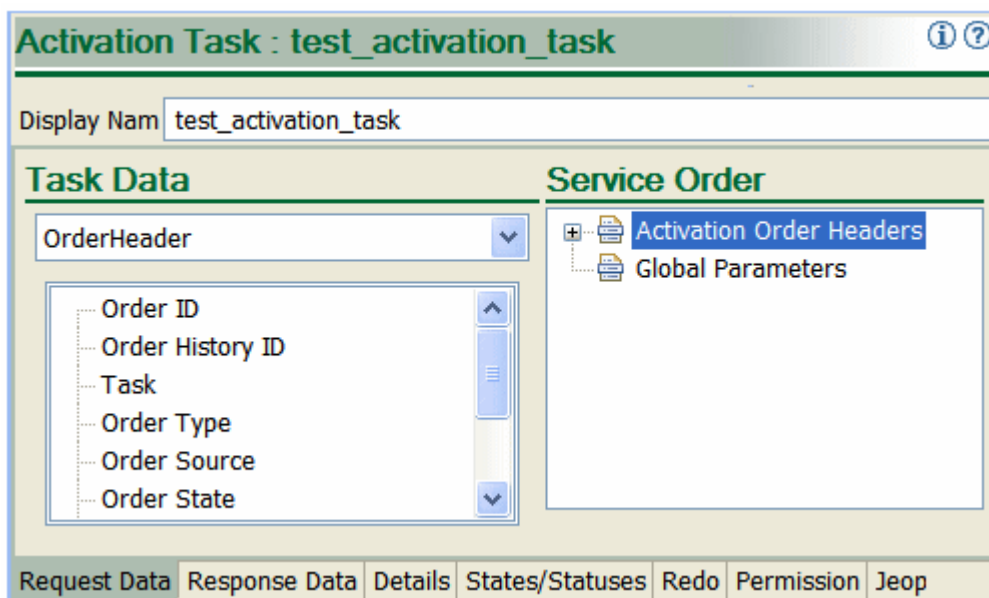 Activation Task : test_activation_task
Display Nam test_activation_task
Task Data
OrderHeader
Order ID
Order History ID
Task
Order Type
Order Source
Order State
Service Order
Activation Order Headers
Global Parameters
Request Data Response Data Details States/Statuses Redo Permission Jeop